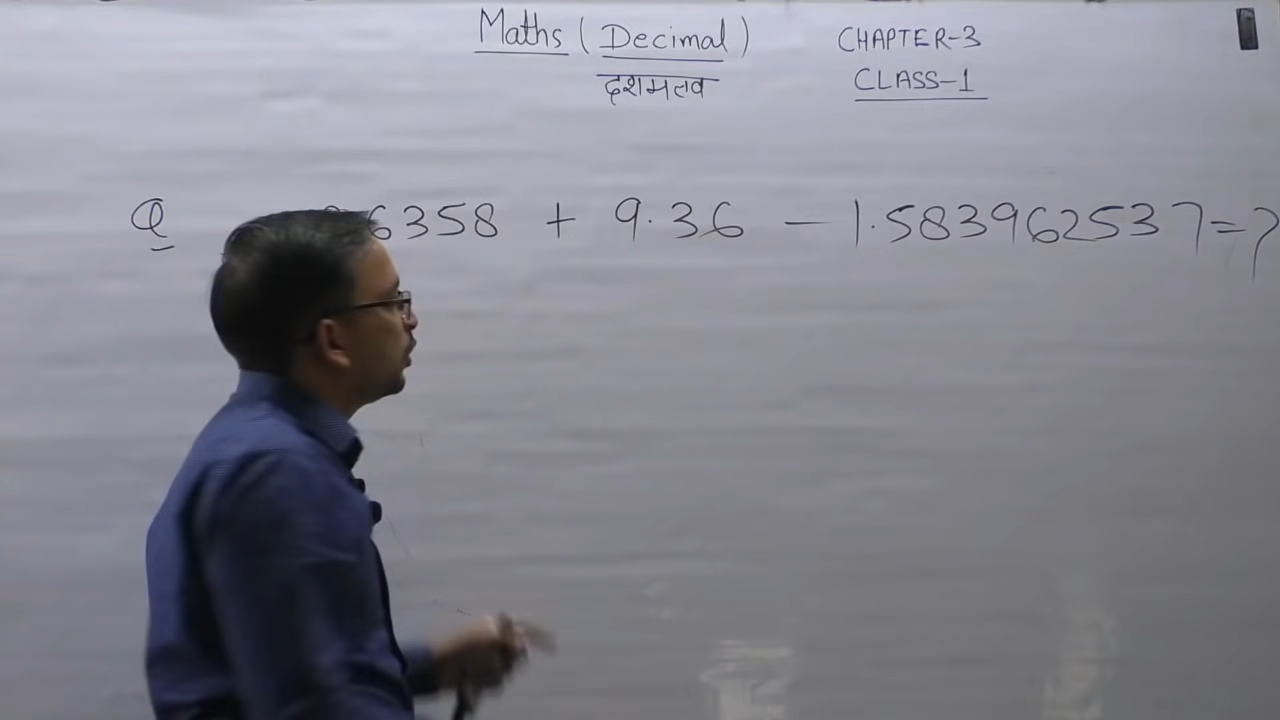 Maths (Decimal) CHAPTER-3
दशमलव CLASS-1
Q 6358 + 9.36 - 1.583962537=?